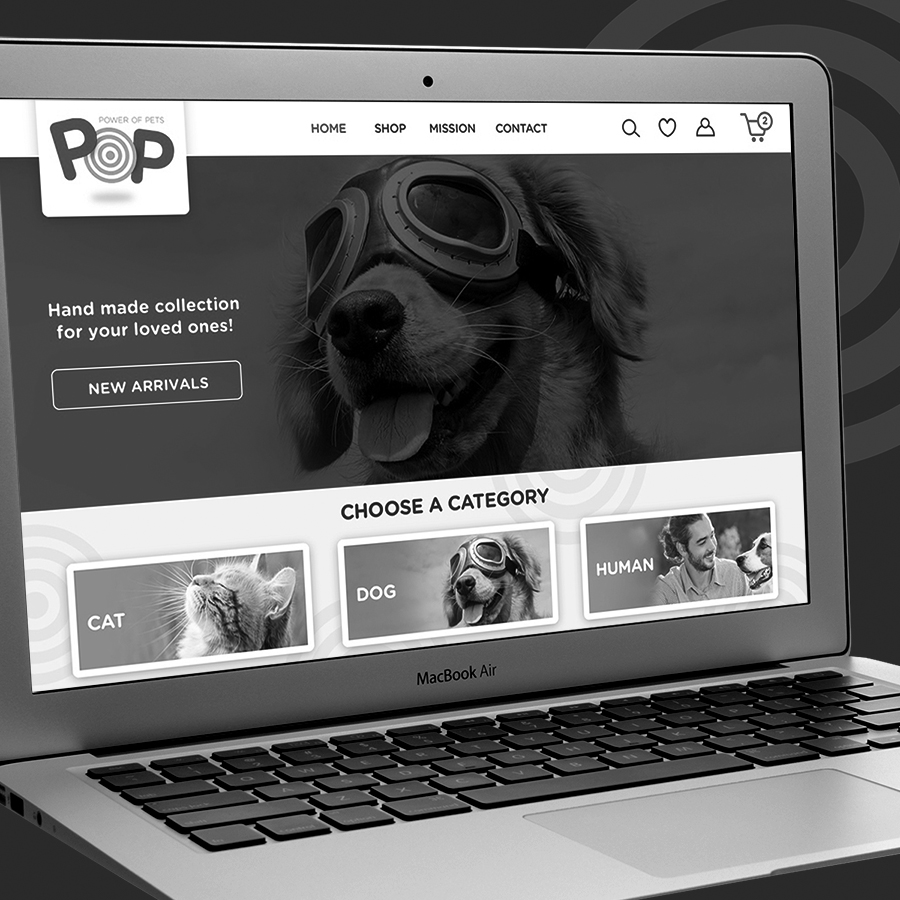 POWER OF PETS
POP
HOME SHOP MISSION CONTACT
2
Hand made collection
for your loved ones!
NEW ARRIVALS
CHOOSE A CATEGORY
CAT
DOG
HUMAN
MacBook Air